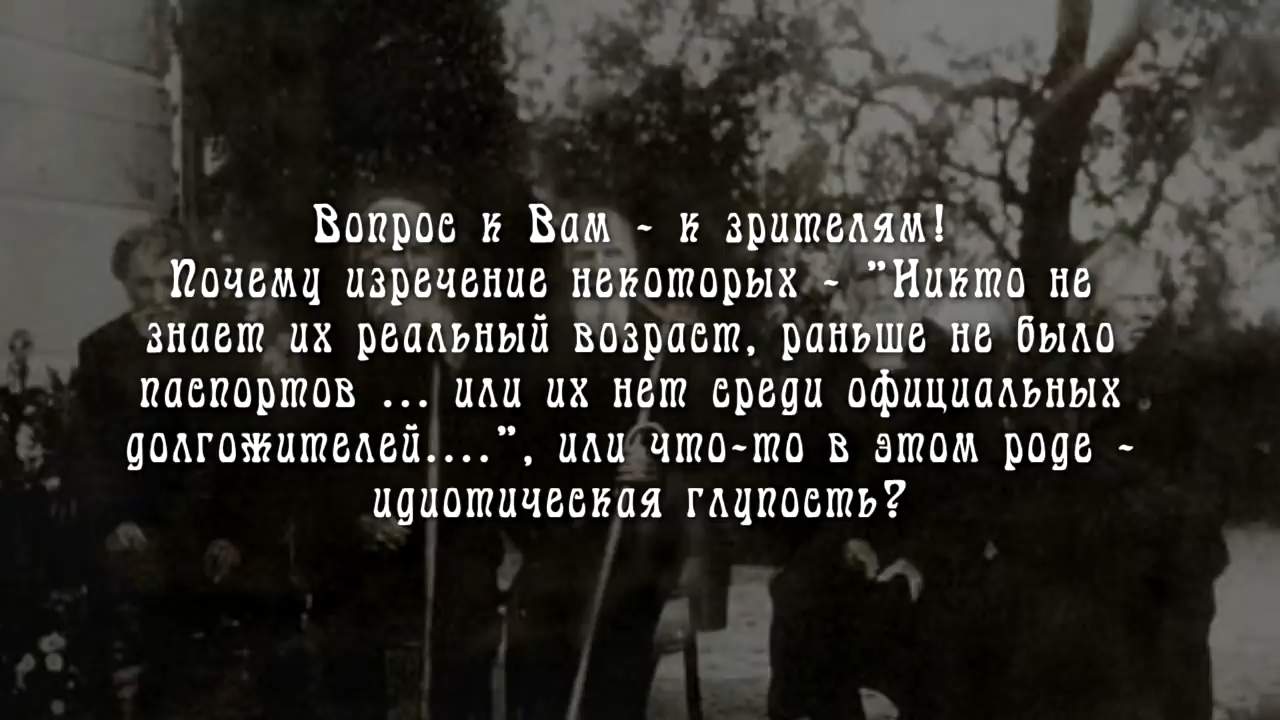 Вопрос к Вам - к зрителям!
Почему изречение некоторых - "Никто не
знает их реальный возраст, раньше не было
паспортов ... или их нет среди официальных
долгожителей....", или что-то в этом роде -
идиотическая глупость?